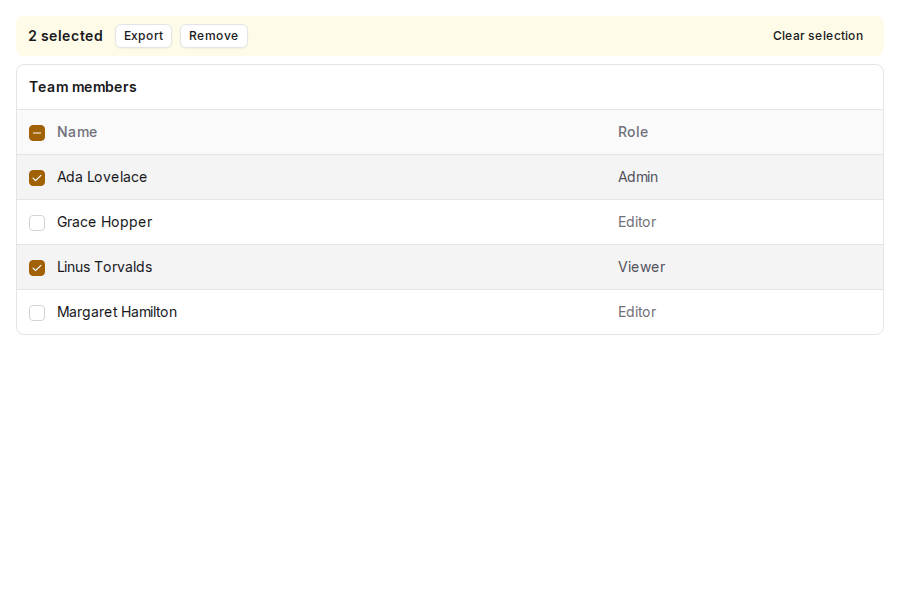 2 selected Export Remove Clear selection
Team members
Name Role
Ada Lovelace Admin
Grace Hopper Editor
Linus Torvalds Viewer
Margaret Hamilton Editor